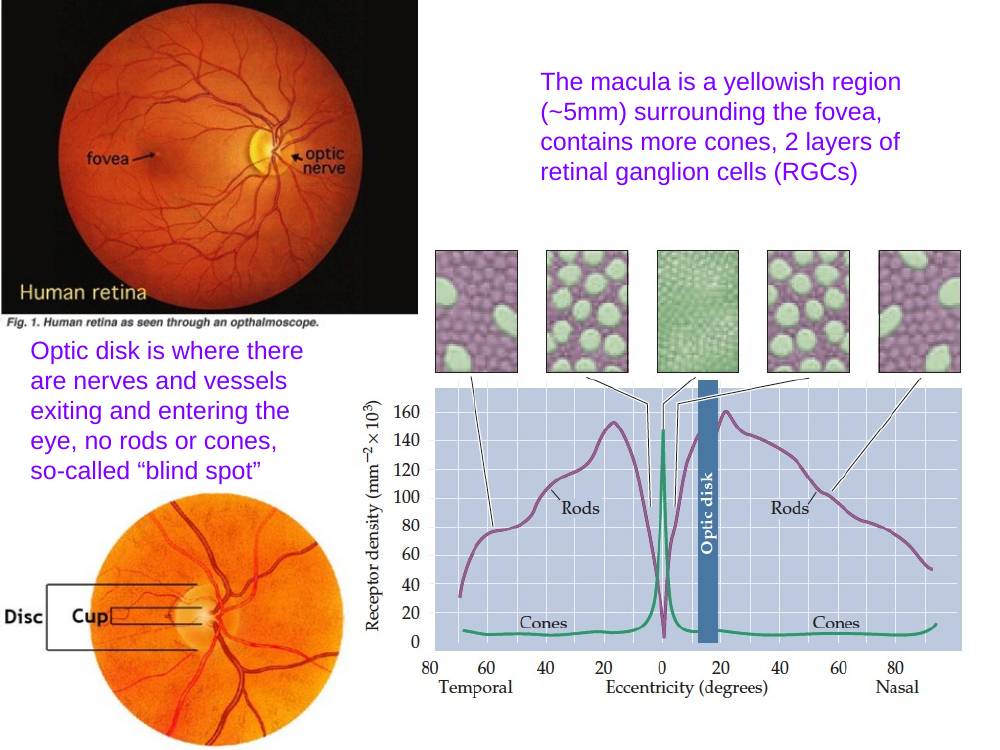 fovea
optic
nerve
Human retina
Fig. 1. Human retina as seen through an opthalmoscope.
The macula is a yellowish region
(~5mm) surrounding the fovea,
contains more cones, 2 layers of
retinal ganglion cells (RGCs)
Optic disk is where there
are nerves and vessels
exiting and entering the
eye, no rods or cones,
so-called “blind spot”
Disc
Cup
Receptor density (mm⁻² × 10³)
160
140
120
100
80
60
40
20
0
Rods
Optic disk
Rods
Cones
Cones
80 60 40 20 0 20 40 60 80
Temporal Eccentricity (degrees) Nasal